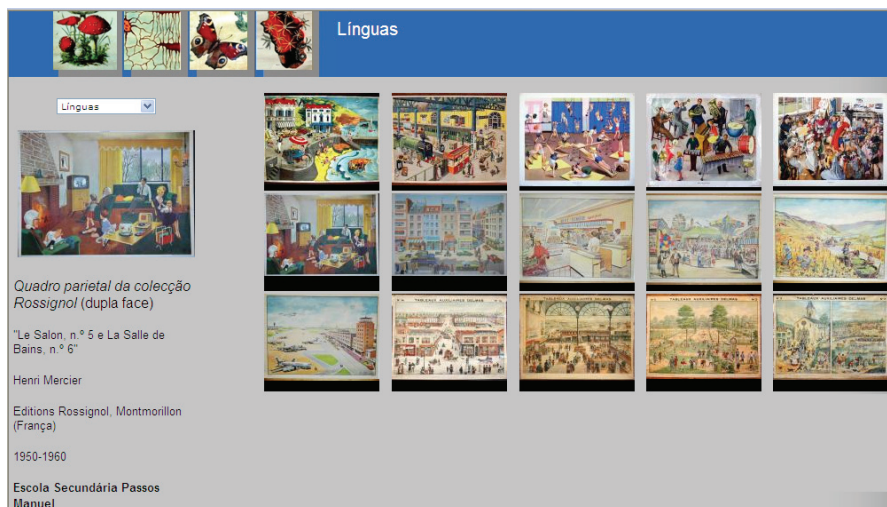 Línguas
Línguas
Quadro parietal da colecção
Rossignol (dupla face)
"Le Salon, n.º 5 e La Salle de
Bains, n.º 6"
Henri Mercier
Editions Rossignol, Montmorillon
(França)
1950-1960
Escola Secundária Passos
Manuel
TABLEAUX AUXILIAIRES DELMAS
TABLEAUX AUXILIAIRES DELMAS
TABLEAUX AUXILIAIRES DELMAS
TABLEAUX AUXILIAIRES DELMAS